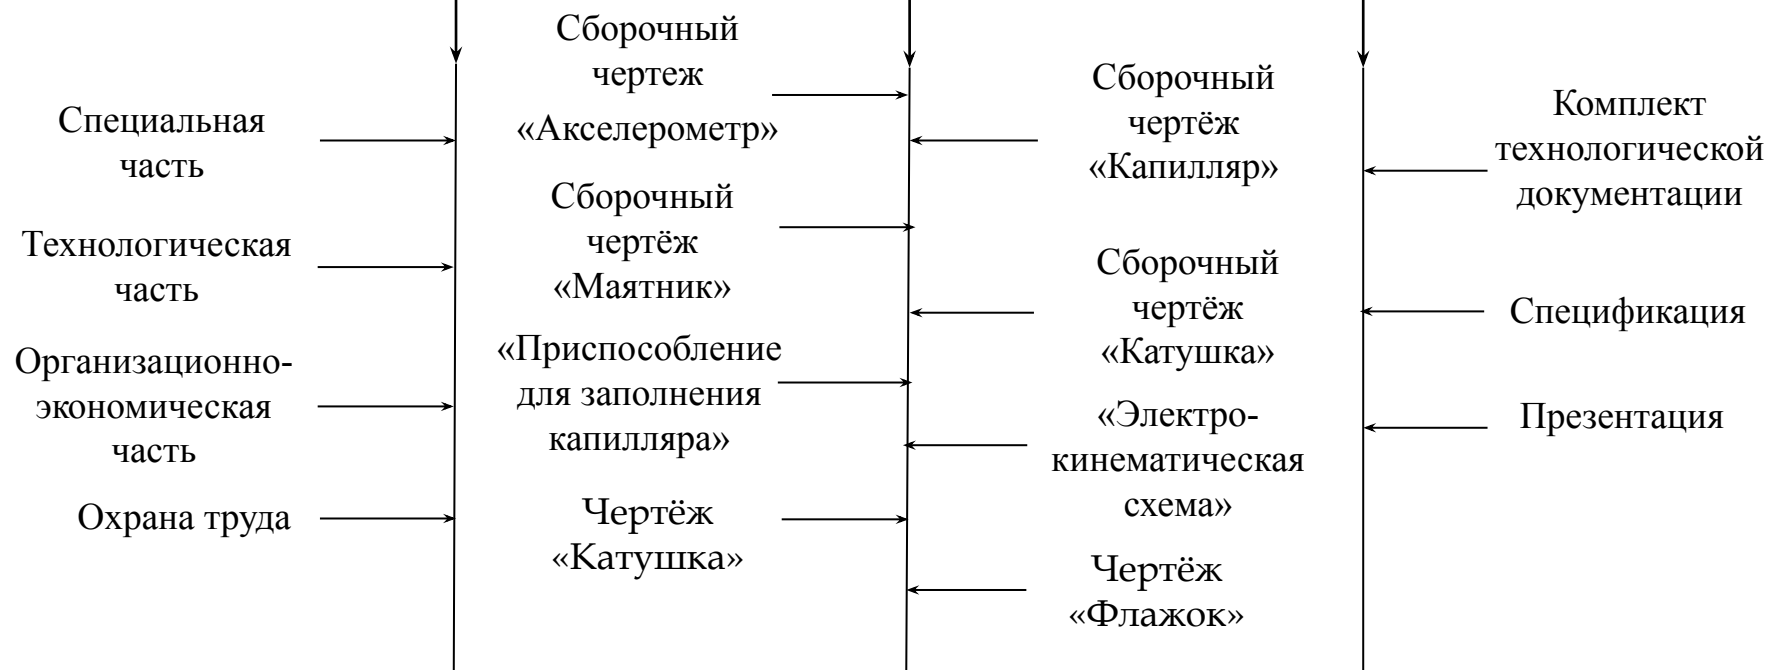 Специальная
часть
Технологическая
часть
Организационно-
экономическая
часть
Охрана труда
Сборочный
чертеж
«Акселерометр»
Сборочный
чертёж
«Маятник»
«Приспособление
для заполнения
капилляра»
Чертёж
«Катушка»
Сборочный
чертёж
«Капилляр»
Сборочный
чертёж
«Катушка»
«Электро-
кинематическая
схема»
Чертёж
«Флажок»
Комплект
технологической
документации
Спецификация
Презентация